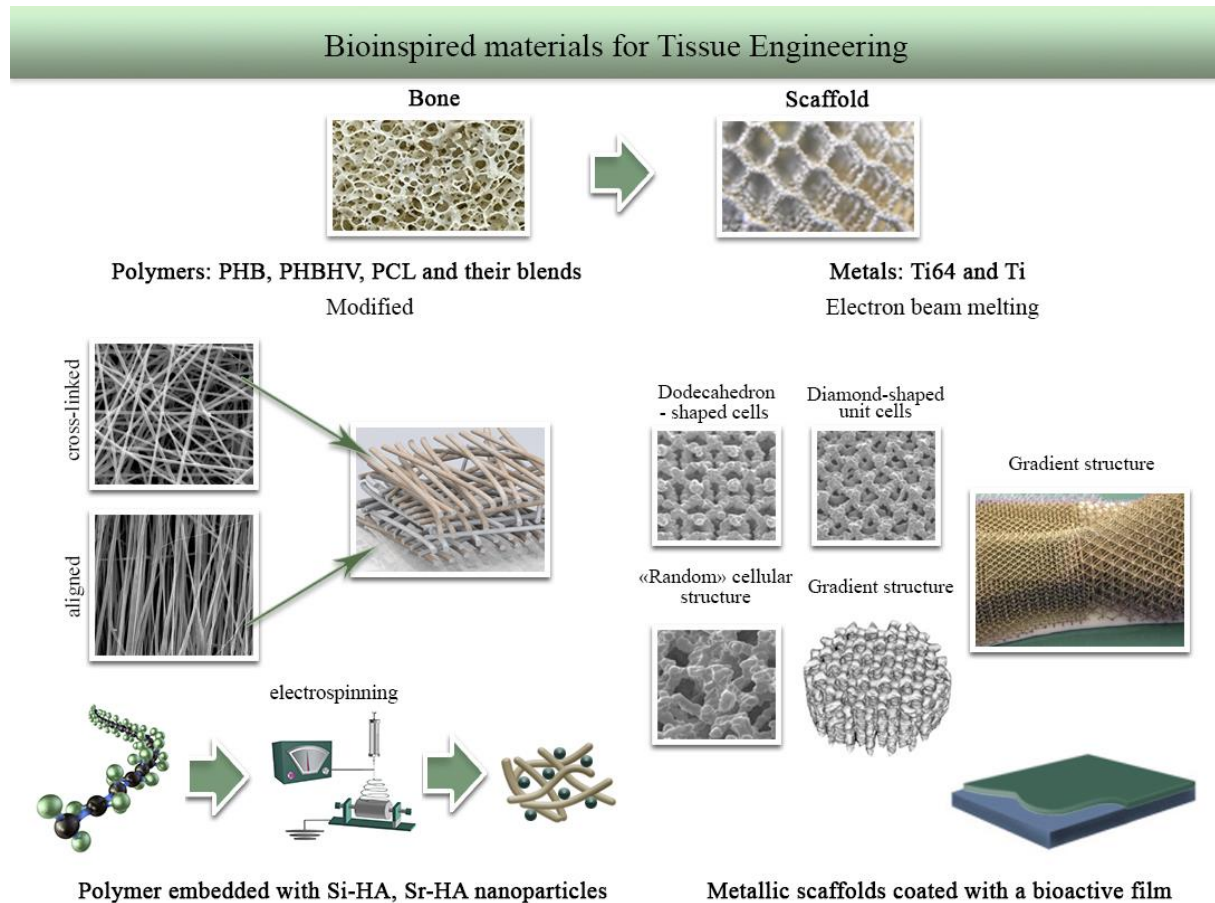 Bioinspired materials for Tissue Engineering
Bone
Scaffold
Polymers: PHB, PHBHV, PCL and their blends
Modified
cross-linked
aligned
electrospinning
Polymer embedded with Si-HA, Sr-HA nanoparticles
Metals: Ti64 and Ti
Electron beam melting
Dodecahedron
- shaped cells
Diamond-shaped
unit cells
Gradient structure
«Random» cellular
structure
Gradient structure
Metallic scaffolds coated with a bioactive film